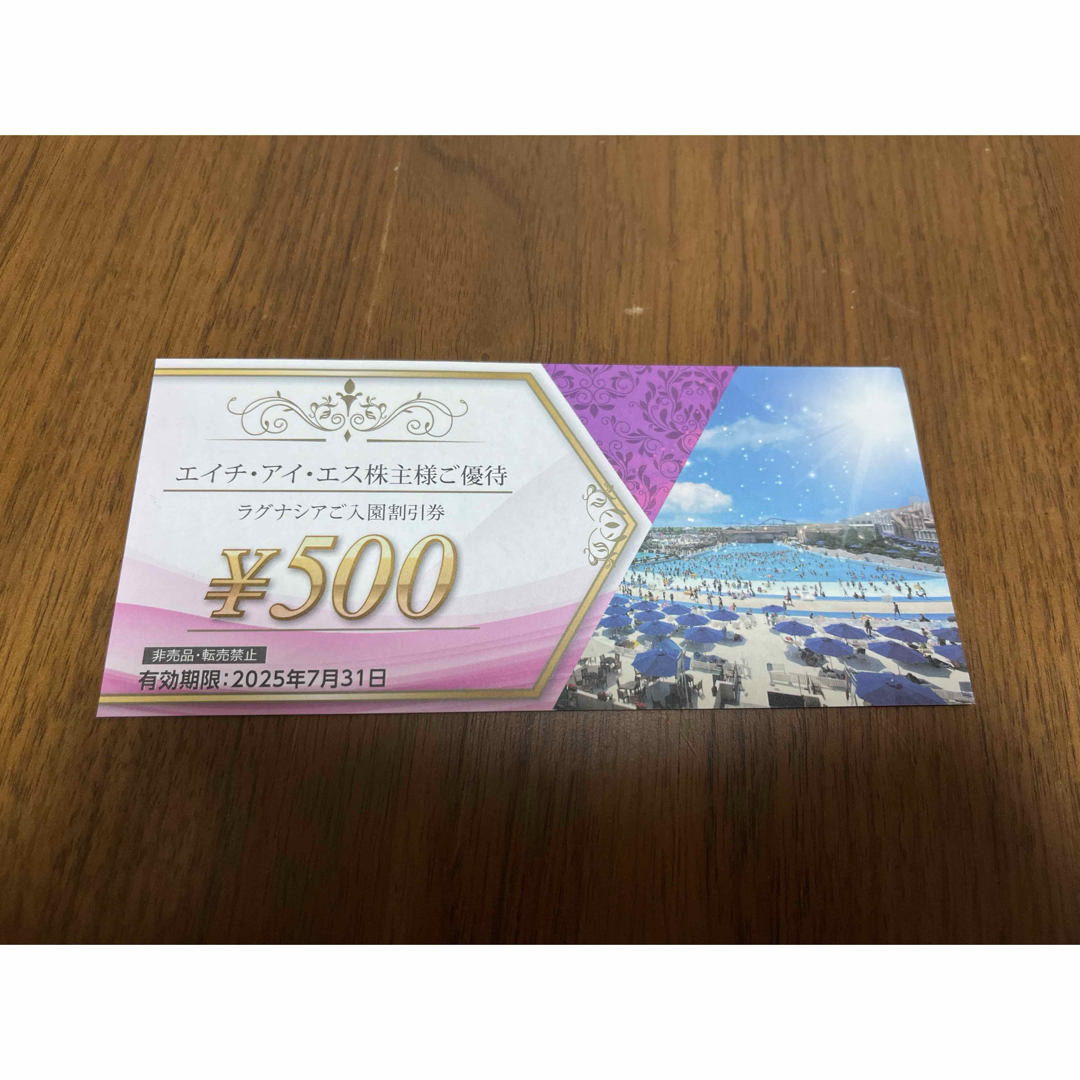 エイチ・アイ・エス株主様ご優待
ラグナシアご入園割引券
¥500
非売品・転売禁止
有効期限：2025年7月31日